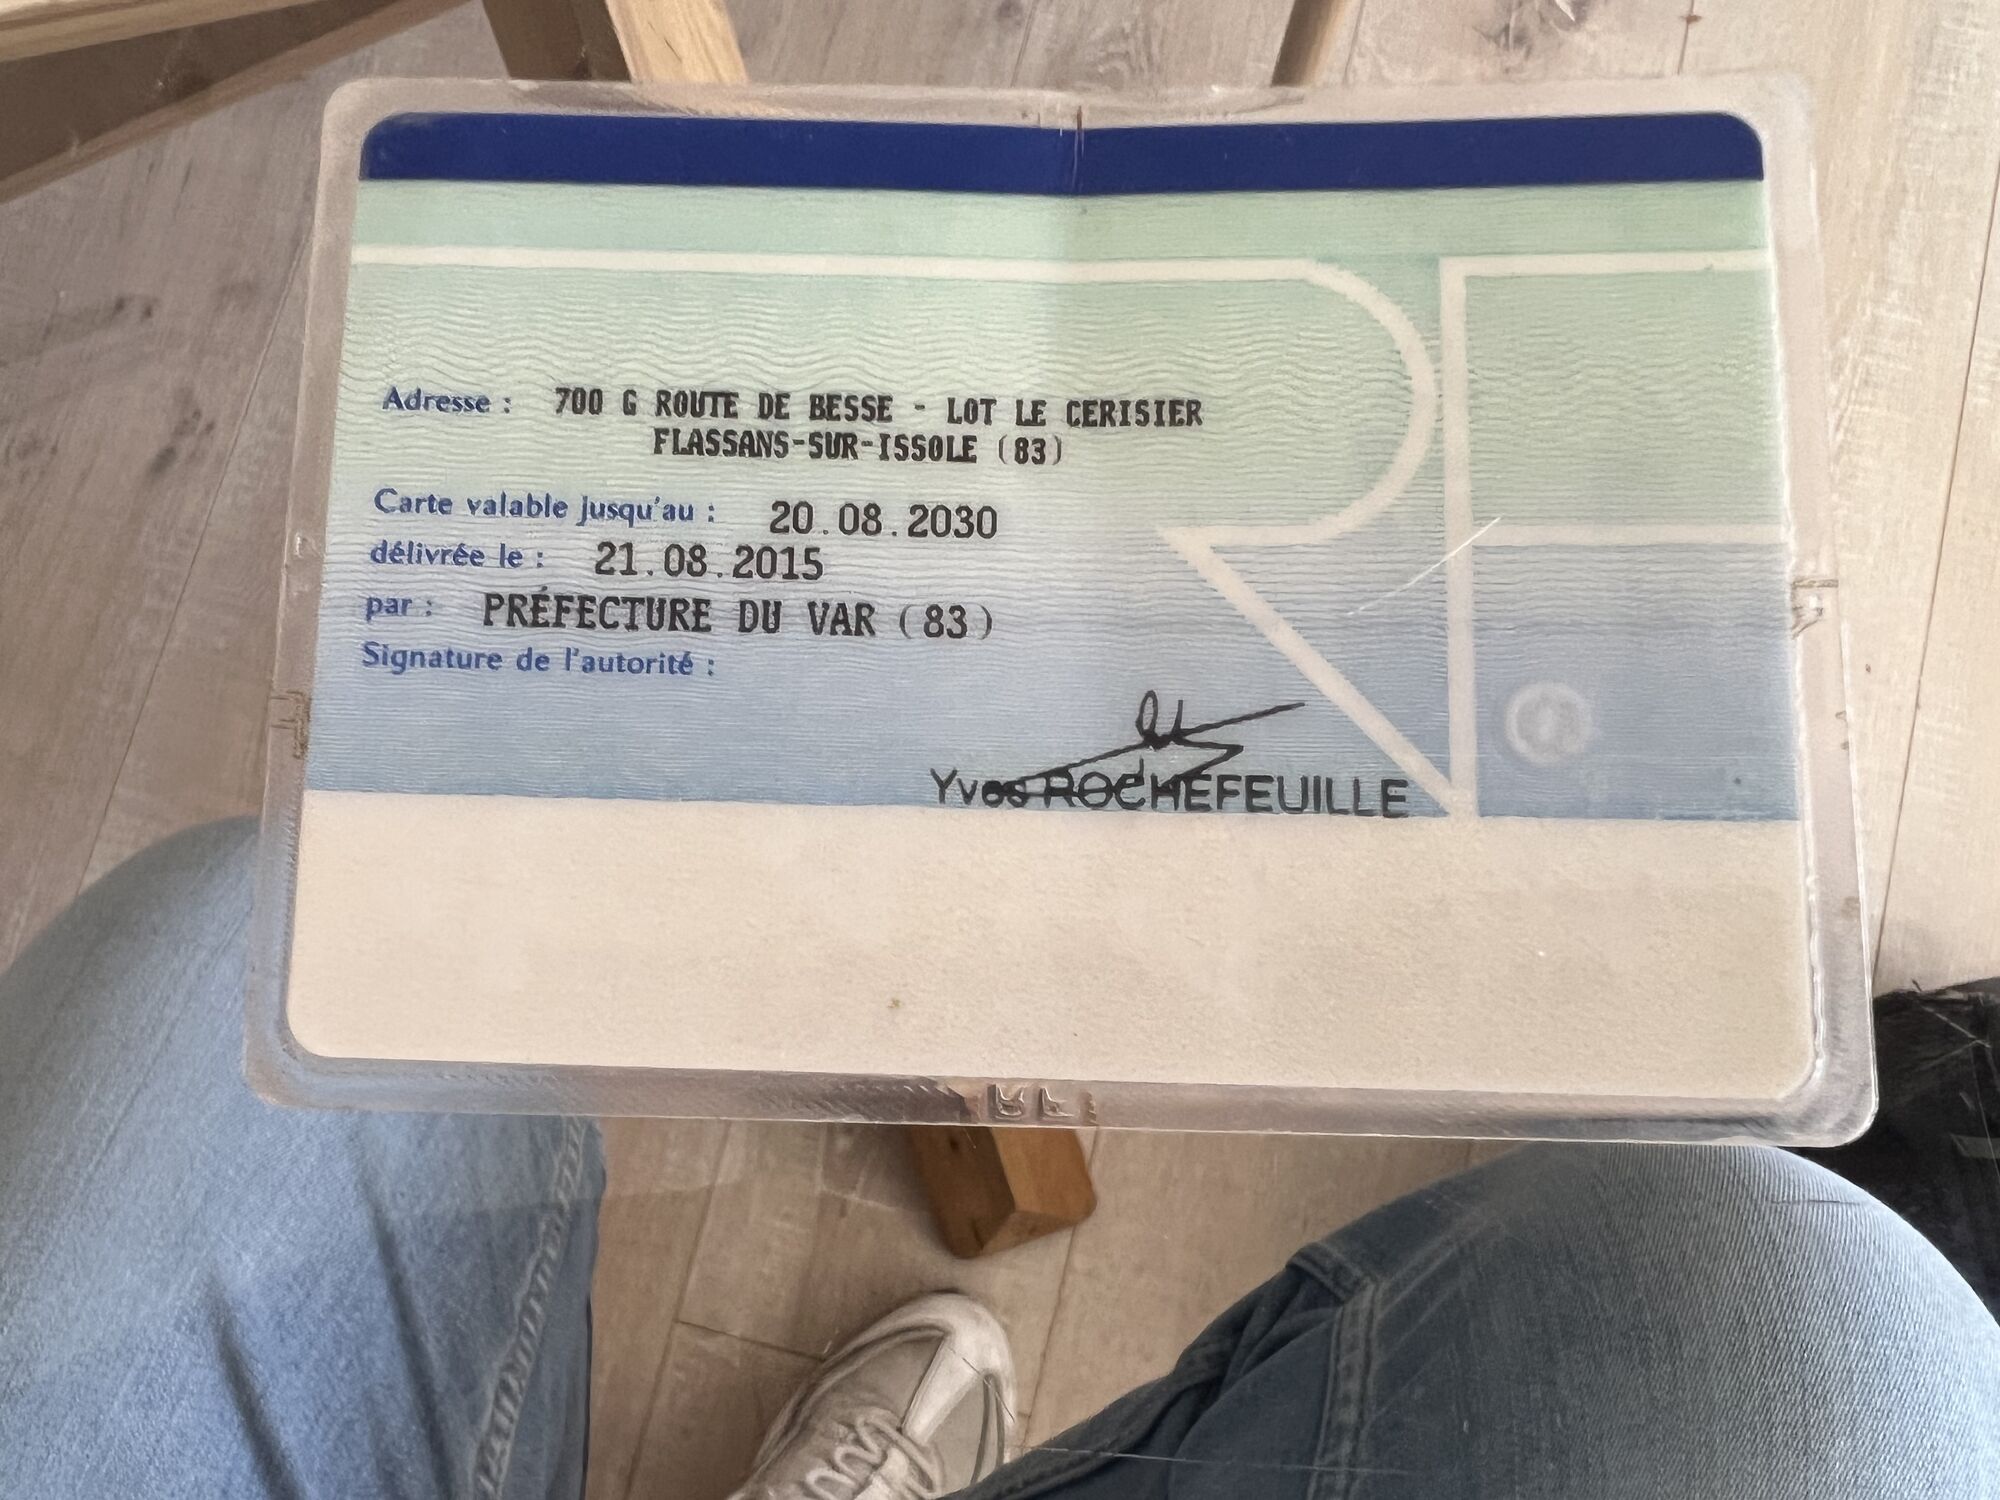 Adresse : 700 G ROUTE DE BESSE - LOT LE CERISIER
FLASSANS-SUR-ISSOLE (83)
Carte valable jusqu'au : 20.08.2030
délivrée le : 21.08.2015
par : PRÉFECTURE DU VAR (83)
Signature de l'autorité :
Yves ROCHEFEUILLE
RF